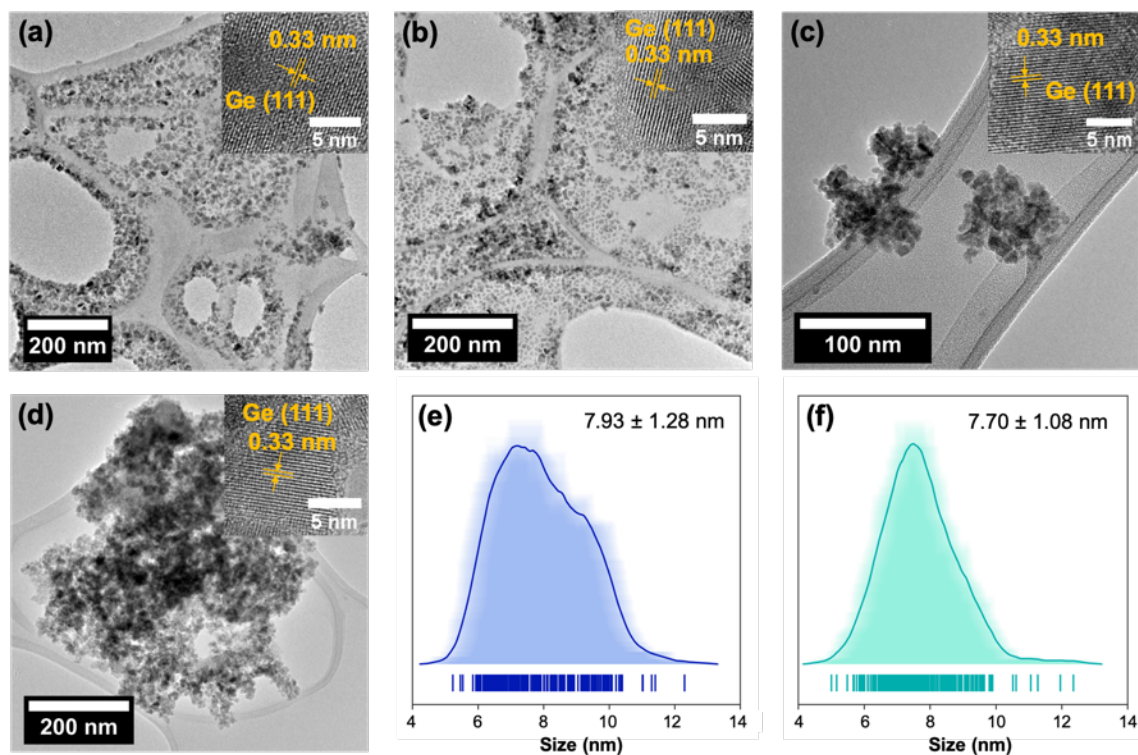 (a)
0.33 nm
Ge (111)
5 nm
200 nm
(b)
Ge (111)
0.33 nm
5 nm
200 nm
(c)
0.33 nm
Ge (111)
5 nm
100 nm
(d)
Ge (111)
0.33 nm
5 nm
200 nm
(e)
7.93 ± 1.28 nm
4 6 8 10 12 14
Size (nm)
(f)
7.70 ± 1.08 nm
4 6 8 10 12 14
Size (nm)